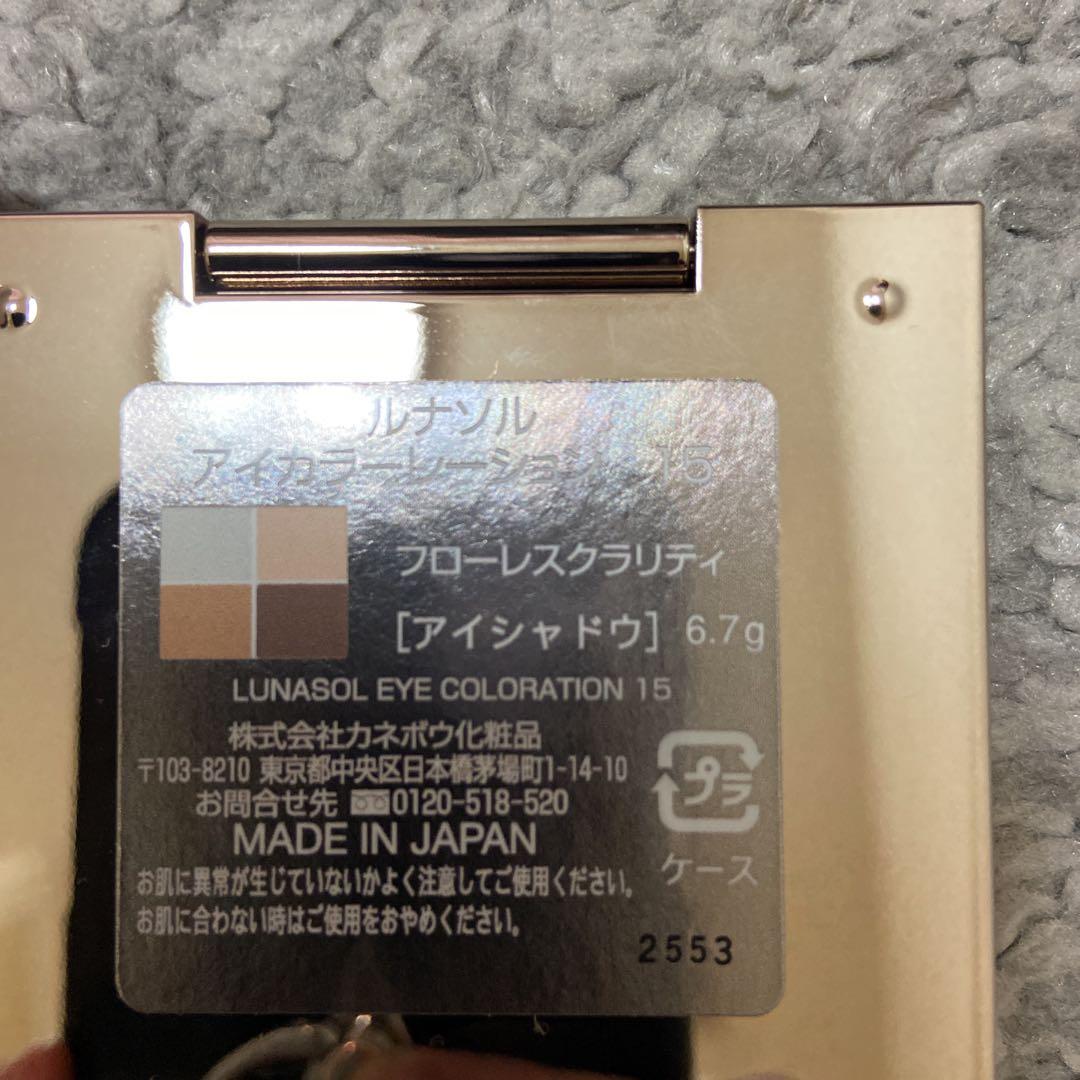 ルナソル
アイカラーレーション 15
フローレスクラリティ
[アイシャドウ] 6.7g
LUNASOL EYE COLORATION 15
株式会社カネボウ化粧品
〒103-8210 東京都中央区日本橋茅場町1-14-10
お問合せ先 0120-518-520
MADE IN JAPAN
プラ
ケース
お肌に異常が生じていないかよく注意してご使用ください。
お肌に合わない時はご使用をおやめください。
2553